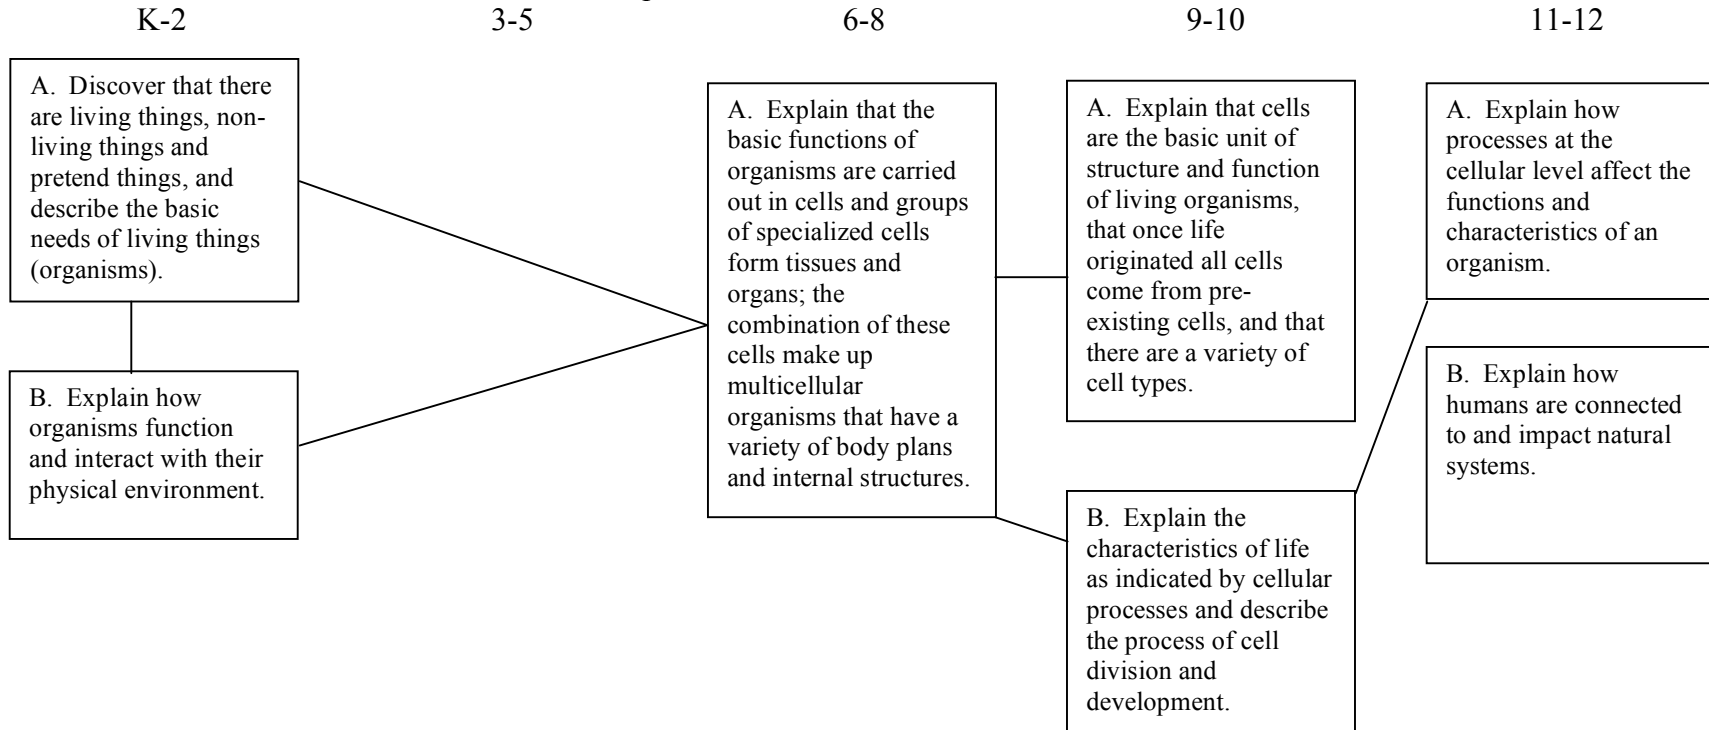 K-2
3-5
6-8
9-10
11-12
A. Discover that there
are living things, non-
living things and
pretend things, and
describe the basic
needs of living things
(organisms).
B. Explain how
organisms function
and interact with their
physical environment.
A. Explain that the
basic functions of
organisms are carried
out in cells and groups
of specialized cells
form tissues and
organs; the
combination of these
cells make up
multicellular
organisms that have a
variety of body plans
and internal structures.
A. Explain that cells
are the basic unit of
structure and function
of living organisms,
that once life
originated all cells
come from pre-
existing cells, and that
there are a variety of
cell types.
B. Explain the
characteristics of life
as indicated by cellular
processes and describe
the process of cell
division and
development.
A. Explain how
processes at the
cellular level affect the
functions and
characteristics of an
organism.
B. Explain how
humans are connected
to and impact natural
systems.